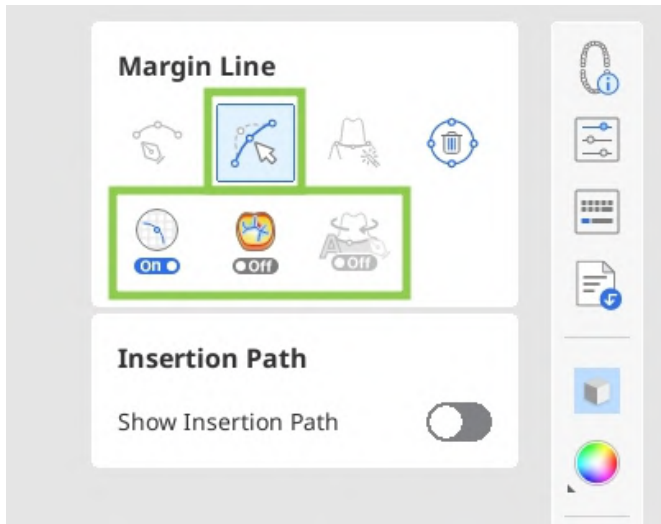 Margin Line
On
Off
Off
Insertion Path
Show Insertion Path